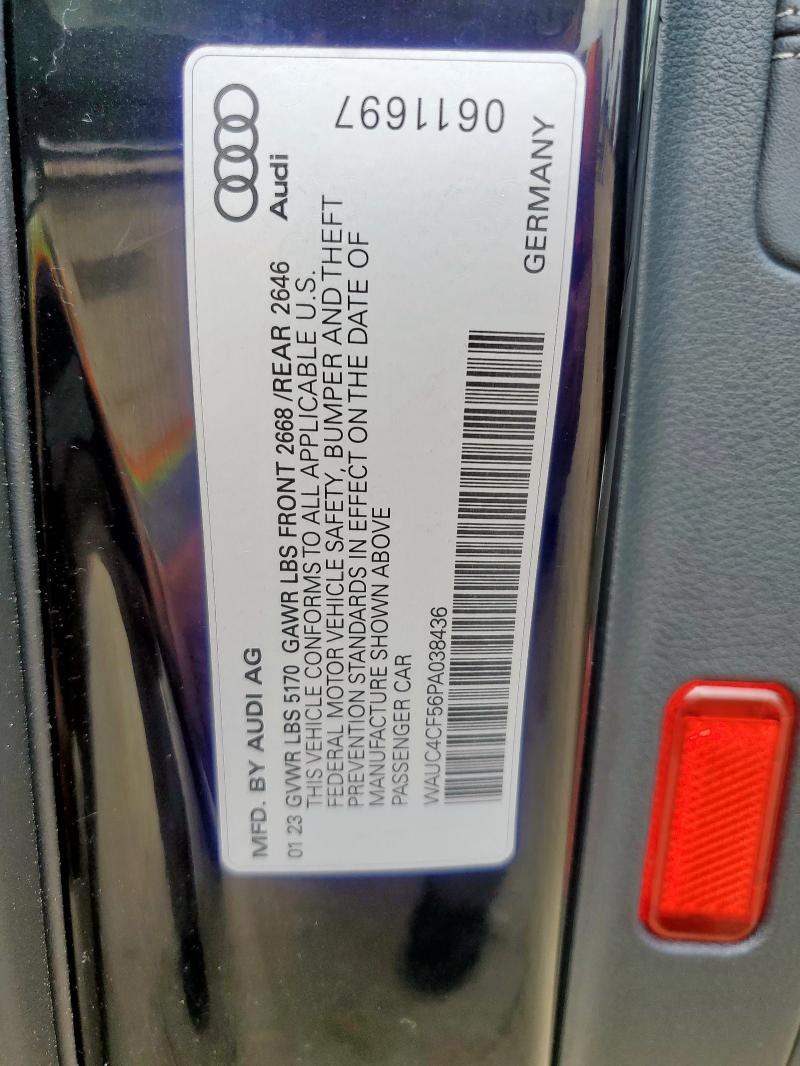 MFD. BY AUDI AG
01 23 GVWR LBS 5170 GAWR LBS FRONT 2668 /REAR 2646
THIS VEHICLE CONFORMS TO ALL APPLICABLE U.S.
FEDERAL MOTOR VEHICLE SAFETY, BUMPER AND THEFT
PREVENTION STANDARDS IN EFFECT ON THE DATE OF
MANUFACTURE SHOWN ABOVE
PASSENGER CAR
WAUC4CF56PA038436
Audi
0611697
GERMANY